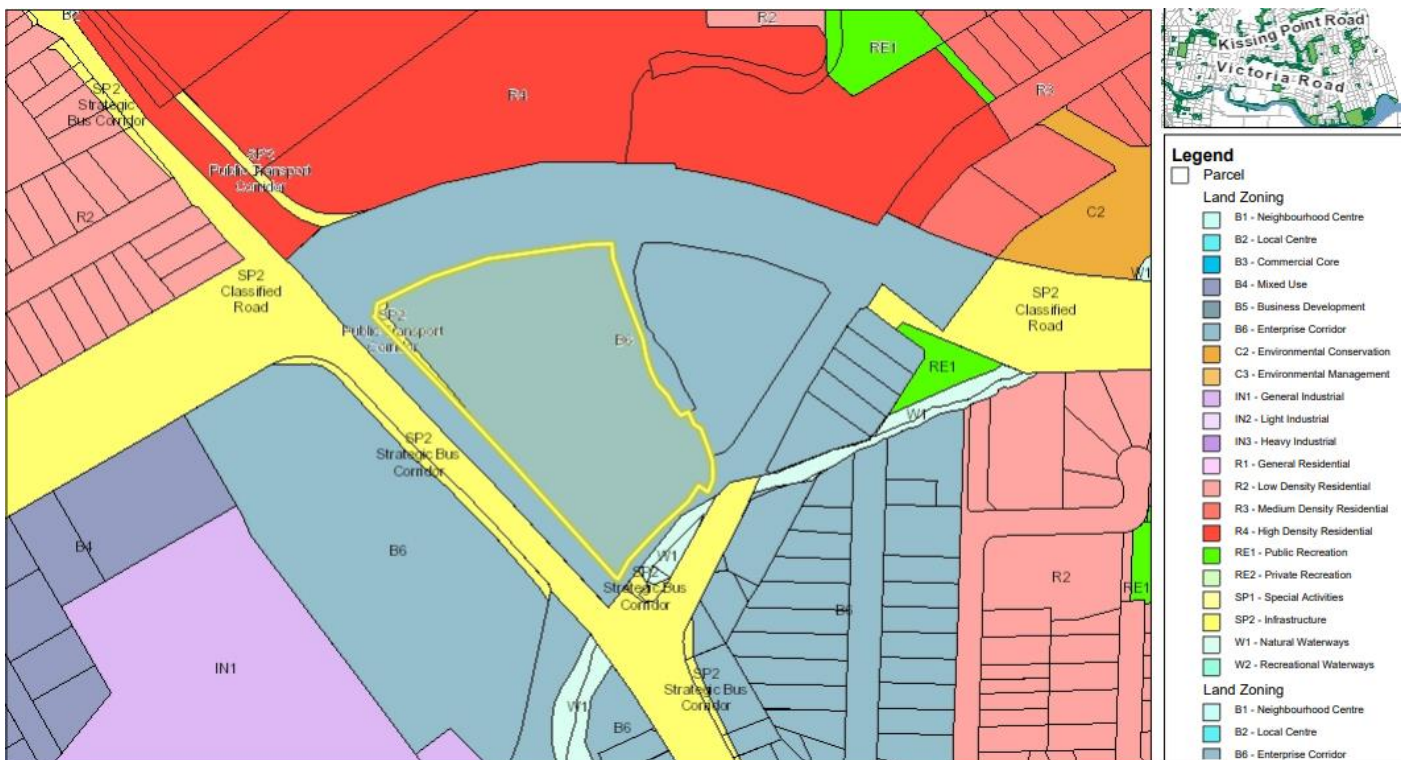 R2
RE1
SP2
Strategic
Bus Corridor
R4
R3
SP2
Public Transport
Corridor
R2
C2
W1
SP2
Classified
Road
SP2
Classified
Road
SP2
Public Transport
Corridor
B6
RE1
W1
SP2
Strategic Bus
Corridor
B4
B6
W1
SP2
Strategic Bus
Corridor
R2
RE1
B6
IN1
SP2
Strategic Bus
Corridor
W1
B6
Kissing Point Road
Victoria Road
Legend
Parcel
Land Zoning
B1 - Neighbourhood Centre
B2 - Local Centre
B3 - Commercial Core
B4 - Mixed Use
B5 - Business Development
B6 - Enterprise Corridor
C2 - Environmental Conservation
C3 - Environmental Management
IN1 - General Industrial
IN2 - Light Industrial
IN3 - Heavy Industrial
R1 - General Residential
R2 - Low Density Residential
R3 - Medium Density Residential
R4 - High Density Residential
RE1 - Public Recreation
RE2 - Private Recreation
SP1 - Special Activities
SP2 - Infrastructure
W1 - Natural Waterways
W2 - Recreational Waterways
Land Zoning
B1 - Neighbourhood Centre
B2 - Local Centre
B6 - Enterprise Corridor